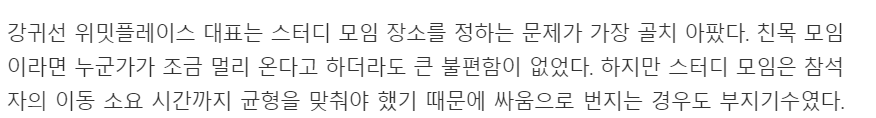 강귀선 위밋플레이스 대표는 스터디 모임 장소를 정하는 문제가 가장 골치 아팠다. 친목 모임
이라면 누군가가 조금 멀리 온다고 하더라도 큰 불편함이 없었다. 하지만 스터디 모임은 참석
자의 이동 소요 시간까지 균형을 맞춰야 했기 때문에 싸움으로 번지는 경우도 부지기수였다.